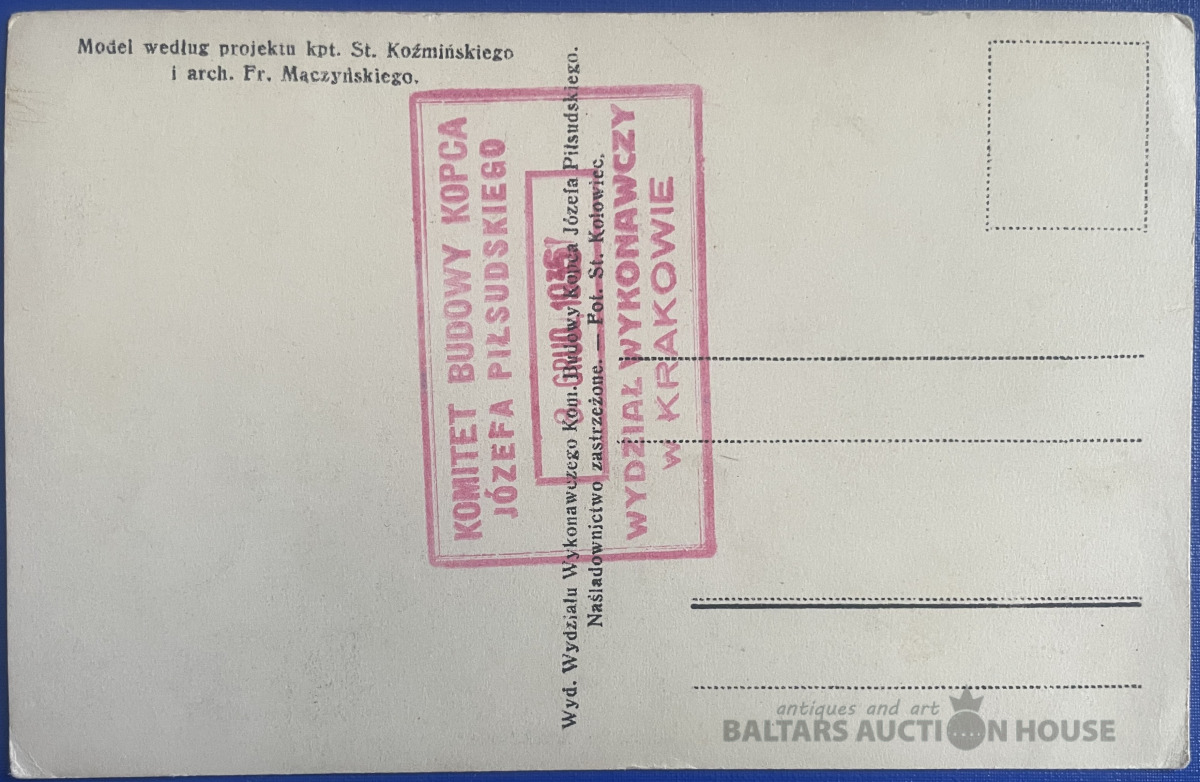 Model według projektu kpt. St. Koźmińskiego
i arch. Fr. Mączyńskiego.
KOMITET BUDOWY KOPCA
JÓZEFA PIŁSUDSKIEGO
GRUD. 
WYDZIAŁ WYKONAWCZY
W KRAKOWIE
Wyd. Wydziału Wykonawczego Kom. Budowy Kopca Józefa Piłsudskiego.
Naśladownictwo zastrzeżone. — Fot. St. Kolowiec.
antiques and art
BALTARS AUCTION HOUSE